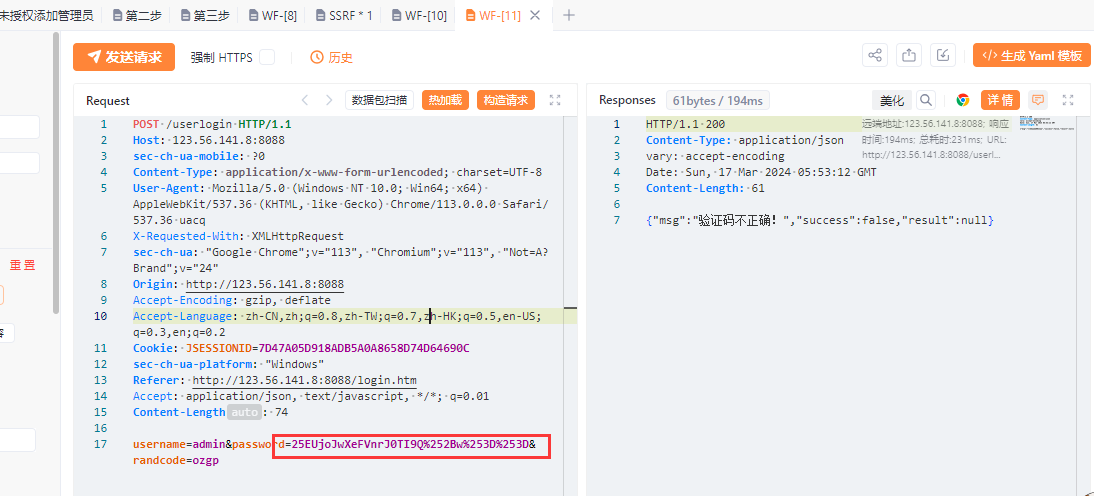 未授权添加管理员
第二步
第三步
WF-[8]
SSRF * 1
WF-[10]
WF-[11]
重 置
发送请求
强制 HTTPS
历史
</> 生成 Yaml 模板
Request
数据包扫描
热加载
构造请求
1 POST /userlogin HTTP/1.1
2 Host: 123.56.141.8:8088
3 sec-ch-ua-mobile: ?0
4 Content-Type: application/x-www-form-urlencoded; charset=UTF-8
5 User-Agent: Mozilla/5.0 (Windows NT 10.0; Win64; x64)
AppleWebKit/537.36 (KHTML, like Gecko) Chrome/113.0.0.0 Safari/
537.36 uacq
6 X-Requested-With: XMLHttpRequest
7 sec-ch-ua: "Google Chrome";v="113", "Chromium";v="113", "Not=A?
Brand";v="24"
8 Origin: http://123.56.141.8:8088
9 Accept-Encoding: gzip, deflate
10 Accept-Language: zh-CN,zh;q=0.8,zh-TW;q=0.7,zh-HK;q=0.5,en-US;
q=0.3,en;q=0.2
11 Cookie: JSESSIONID=7D47A05D918ADB5A0A8658D74D64690C
12 sec-ch-ua-platform: "Windows"
13 Referer: http://123.56.141.8:8088/login.htm
14 Accept: application/json, text/javascript, */*; q=0.01
15 Content-Length auto : 74
16
17 username=admin&password=25EUjoJwXeFVnrJ0TI9Q%252Bw%253D%253D&
randcode=ozgp
Responses
61bytes / 194ms
美化
详 情
1 HTTP/1.1 200
远端地址:123.56.141.8:8088; 响应
时间:194ms; 总耗时:231ms; URL:
http://123.56.141.8:8088/userl...
2 Content-Type: application/json
3 vary: accept-encoding
4 Date: Sun, 17 Mar 2024 05:53:12 GMT
5 Content-Length: 61
6
7 {"msg":"验证码不正确！","success":false,"result":null}